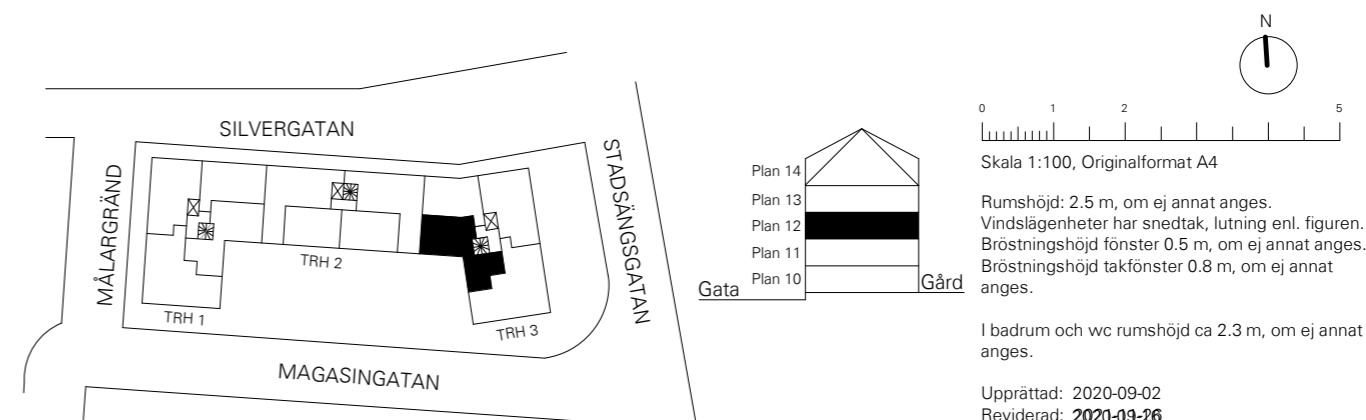 SILVERGATAN
MÅLARGRÄND
STADSÄNGSGATAN
TRH 1
TRH 2
TRH 3
MAGASINGATAN
Plan 14
Plan 13
Plan 12
Plan 11
Plan 10
Gata
Gård
N
0 1 2 5
Skala 1:100, Originalformat A4
Rumshöjd: 2.5 m, om ej annat anges.
Vindslägenheter har snedtak, lutning enl. figuren.
Bröstningshöjd fönster 0.5 m, om ej annat anges.
Bröstningshöjd takfönster 0.8 m, om ej annat
anges.
I badrum och wc rumshöjd ca 2.3 m, om ej annat
anges.
Upprättad: 2020-09-02
Reviderad: